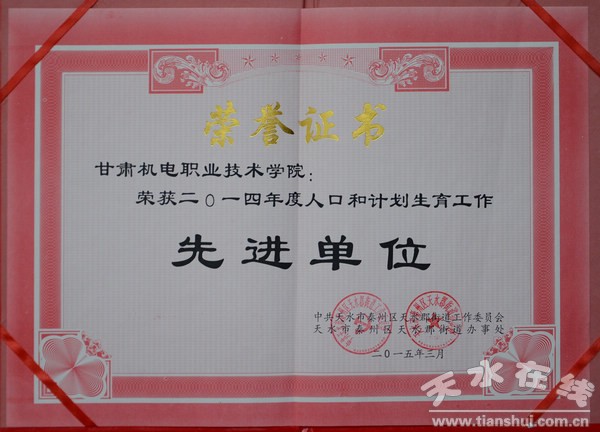 荣誉证书
甘肃机电职业技术学院：
荣获二0一四年度人口和计划生育工作
先进单位
中共天水市秦州区天水郡街道工作委员会
天水市秦州区天水郡街道办事处
二0一五年三月
天水在线
www.tianshui.com.cn